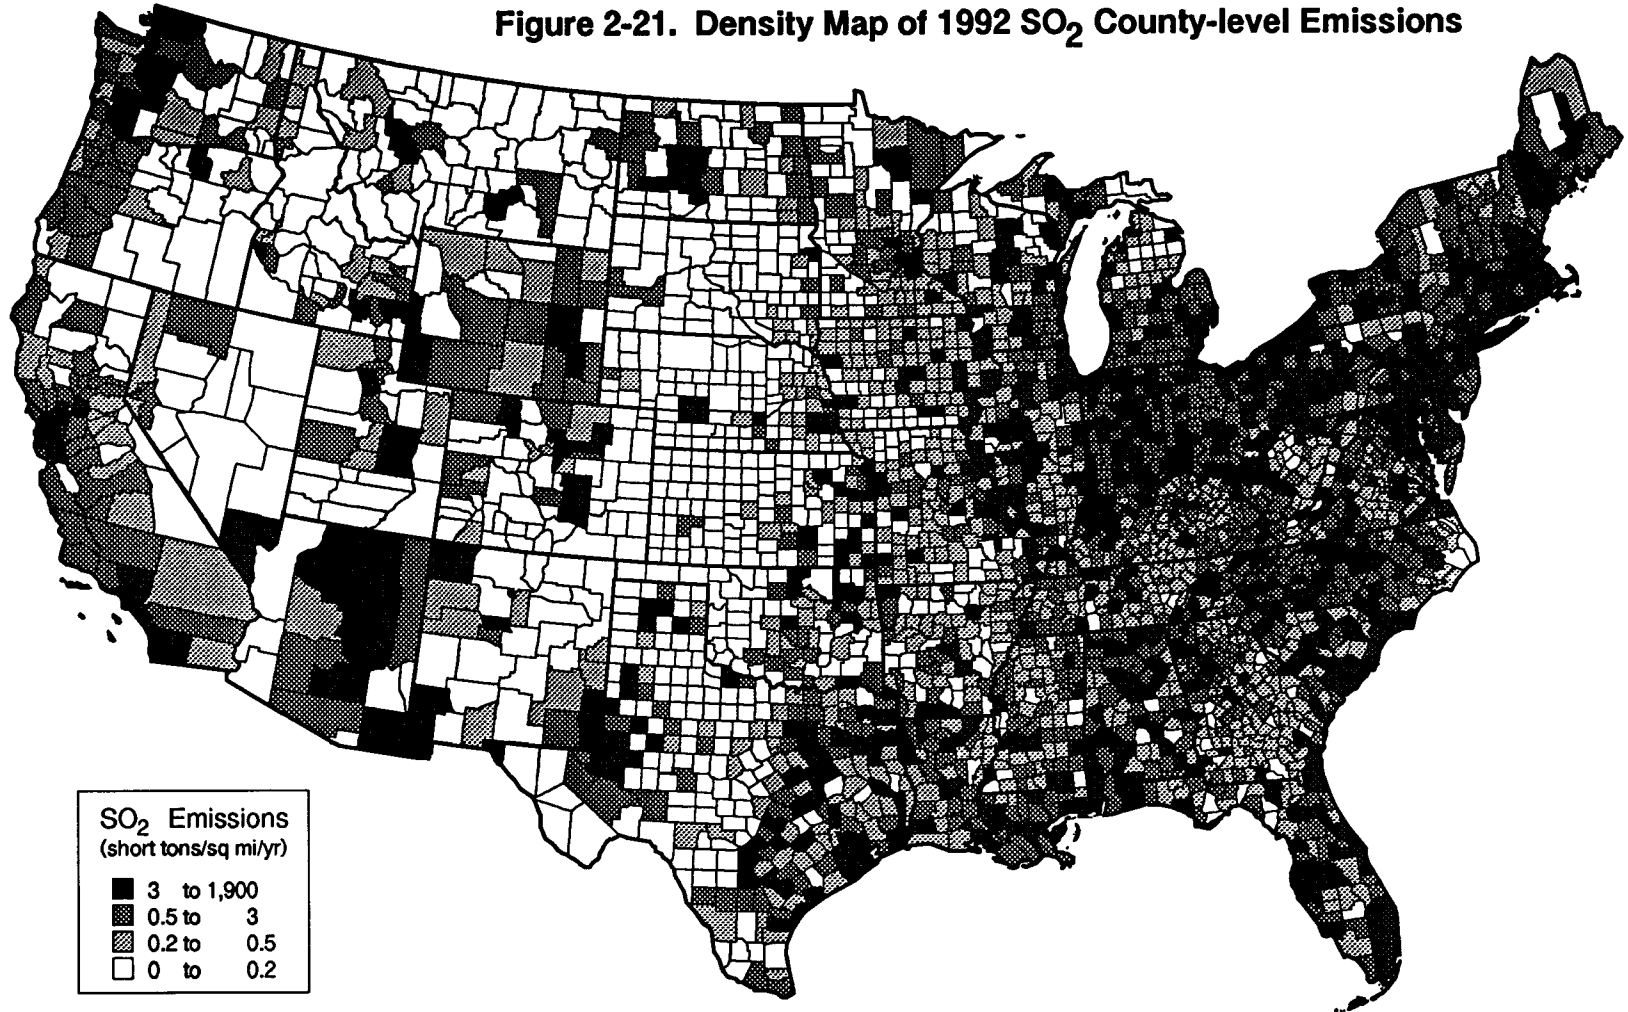 Figure 2-21. Density Map of 1992 SO₂ County-level Emissions
SO₂ Emissions
(short tons/sq mi/yr)
3 to 1,900
0.5 to 3
0.2 to 0.5
0 to 0.2